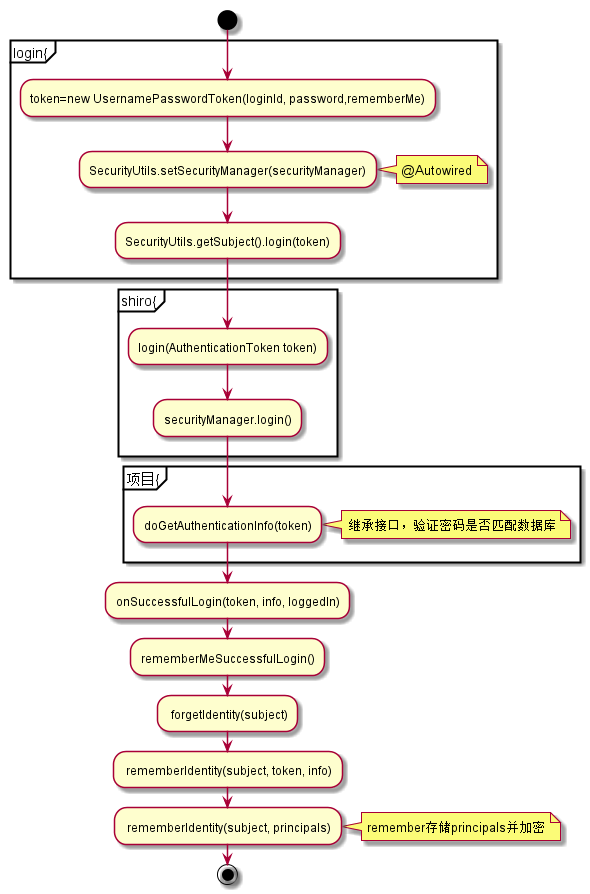 login{
token=new UsernamePasswordToken(loginId, password,rememberMe)
SecurityUtils.setSecurityManager(securityManager)
@Autowired
SecurityUtils.getSubject().login(token)
shiro{
login(AuthenticationToken token)
securityManager.login()
项目{
doGetAuthenticationInfo(token)
继承接口，验证密码是否匹配数据库
onSuccessfulLogin(token, info, loggedIn)
rememberMeSuccessfulLogin()
forgetIdentity(subject)
rememberIdentity(subject, token, info)
rememberIdentity(subject, principals)
remember存储principals并加密